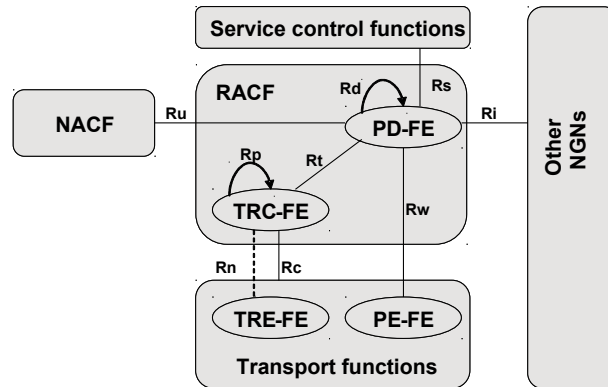 Service control functions
RACF
Rd
Rs
NACF
Ru
PD-FE
Ri
Other
NGNs
Rp
Rt
TRC-FE
Rw
Rn
Rc
TRE-FE
PE-FE
Transport functions